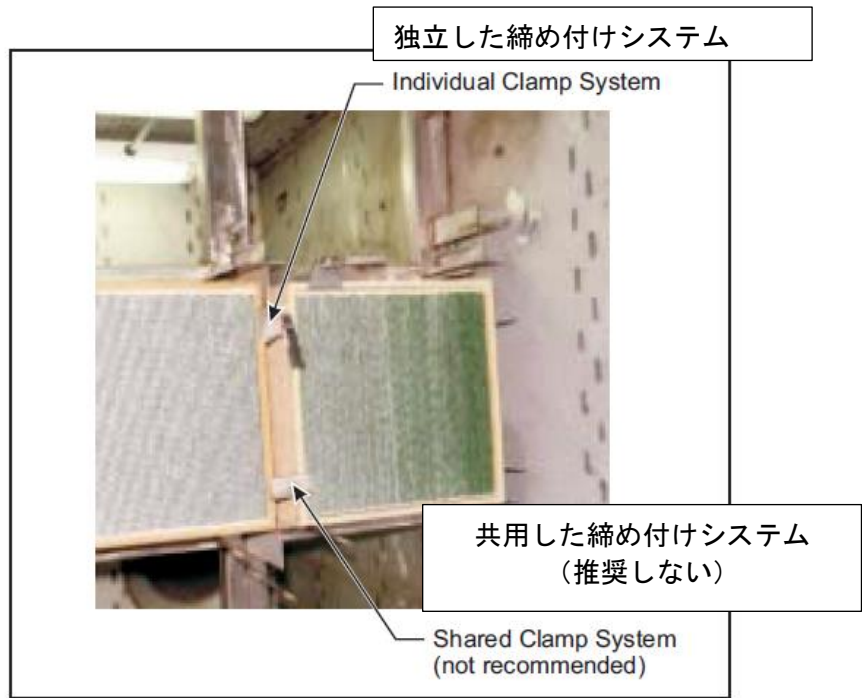 独立した締め付けシステム
Individual Clamp System
共用した締め付けシステム
（推奨しない）
Shared Clamp System
(not recommended)